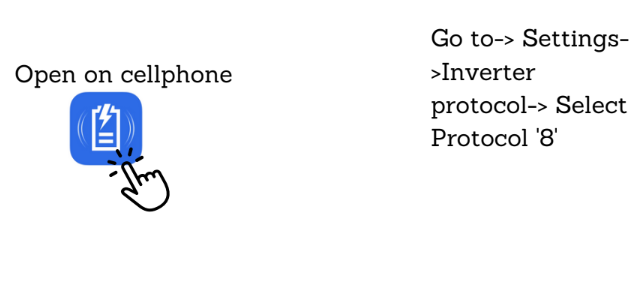 Open on cellphone
Go to-> Settings-
>Inverter
protocol-> Select
Protocol '8'